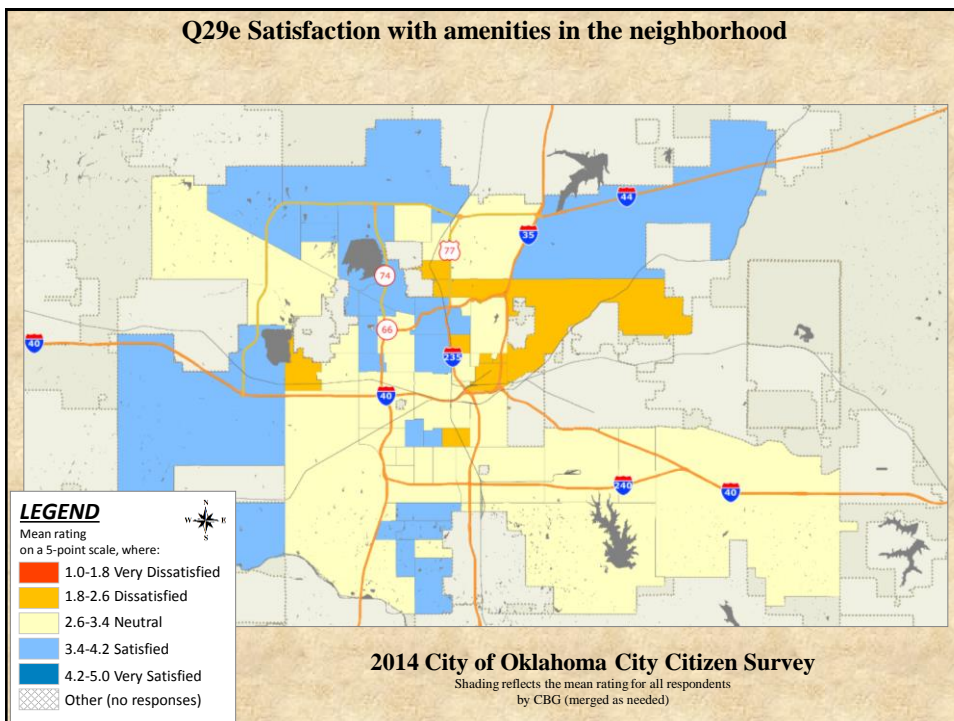 Q29e Satisfaction with amenities in the neighborhood
44
35
77
74
66
40
235
40
240
40
LEGEND
N
W E
S
Mean rating
on a 5-point scale, where:
1.0-1.8 Very Dissatisfied
1.8-2.6 Dissatisfied
2.6-3.4 Neutral
3.4-4.2 Satisfied
4.2-5.0 Very Satisfied
Other (no responses)
2014 City of Oklahoma City Citizen Survey
Shading reflects the mean rating for all respondents
by CBG (merged as needed)